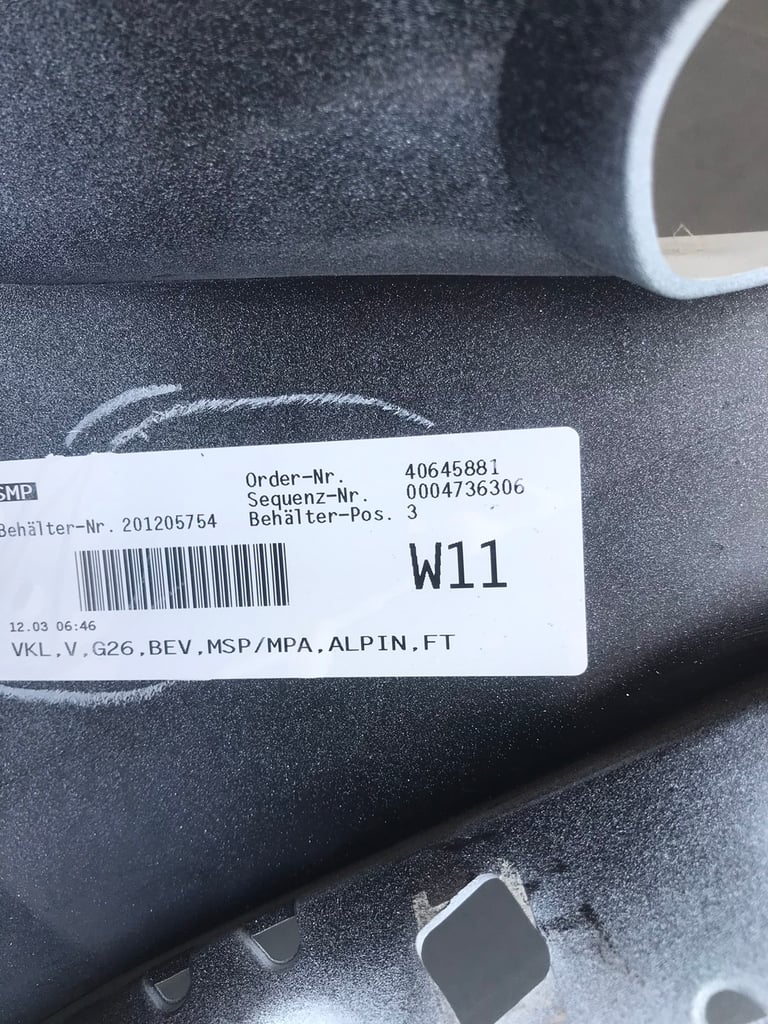 SMP
Order-Nr. 40645881
Sequenz-Nr. 0004736306
Behälter-Nr. 201205754 Behälter-Pos. 3
W11
12.03 06:46
VKL,V,G26,BEV,MSP/MPA,ALPIN,FT